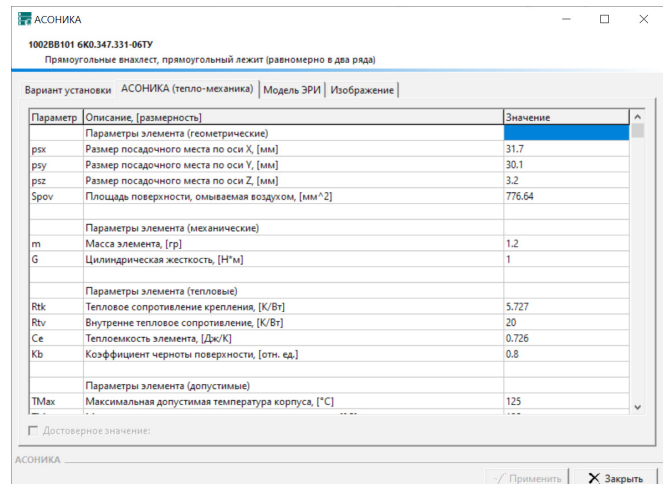 АСОНИКА
1002ВВ101 6К0.347.331-06ТУ
Прямоугольные внахлест, прямоугольный лежит (равномерно в два ряда)
Вариант установки АСОНИКА (тепло-механика) Модель ЭРИ Изображение
Параметр Описание, [размерность] Значение
Параметры элемента (геометрические)
psx Размер посадочного места по оси X, [мм] 31.7
psy Размер посадочного места по оси Y, [мм] 30.1
psz Размер посадочного места по оси Z, [мм] 3.2
Spov Площадь поверхности, омываемая воздухом, [мм^2] 776.64
Параметры элемента (механические)
m Масса элемента, [гр] 1.2
G Цилиндрическая жесткость, [Н*м] 1
Параметры элемента (тепловые)
Rtk Тепловое сопротивление крепления, [К/Вт] 5.727
Rtv Внутренне тепловое сопротивление, [К/Вт] 20
Ce Теплоемкость элемента, [Дж/К] 0.726
Kb Коэффициент черноты поверхности, [отн. ед.] 0.8
Параметры элемента (допустимые)
TMax Максимальная допустимая температура корпуса, [°C] 125
Достоверное значение:
АСОНИКА
Применить Закрыть